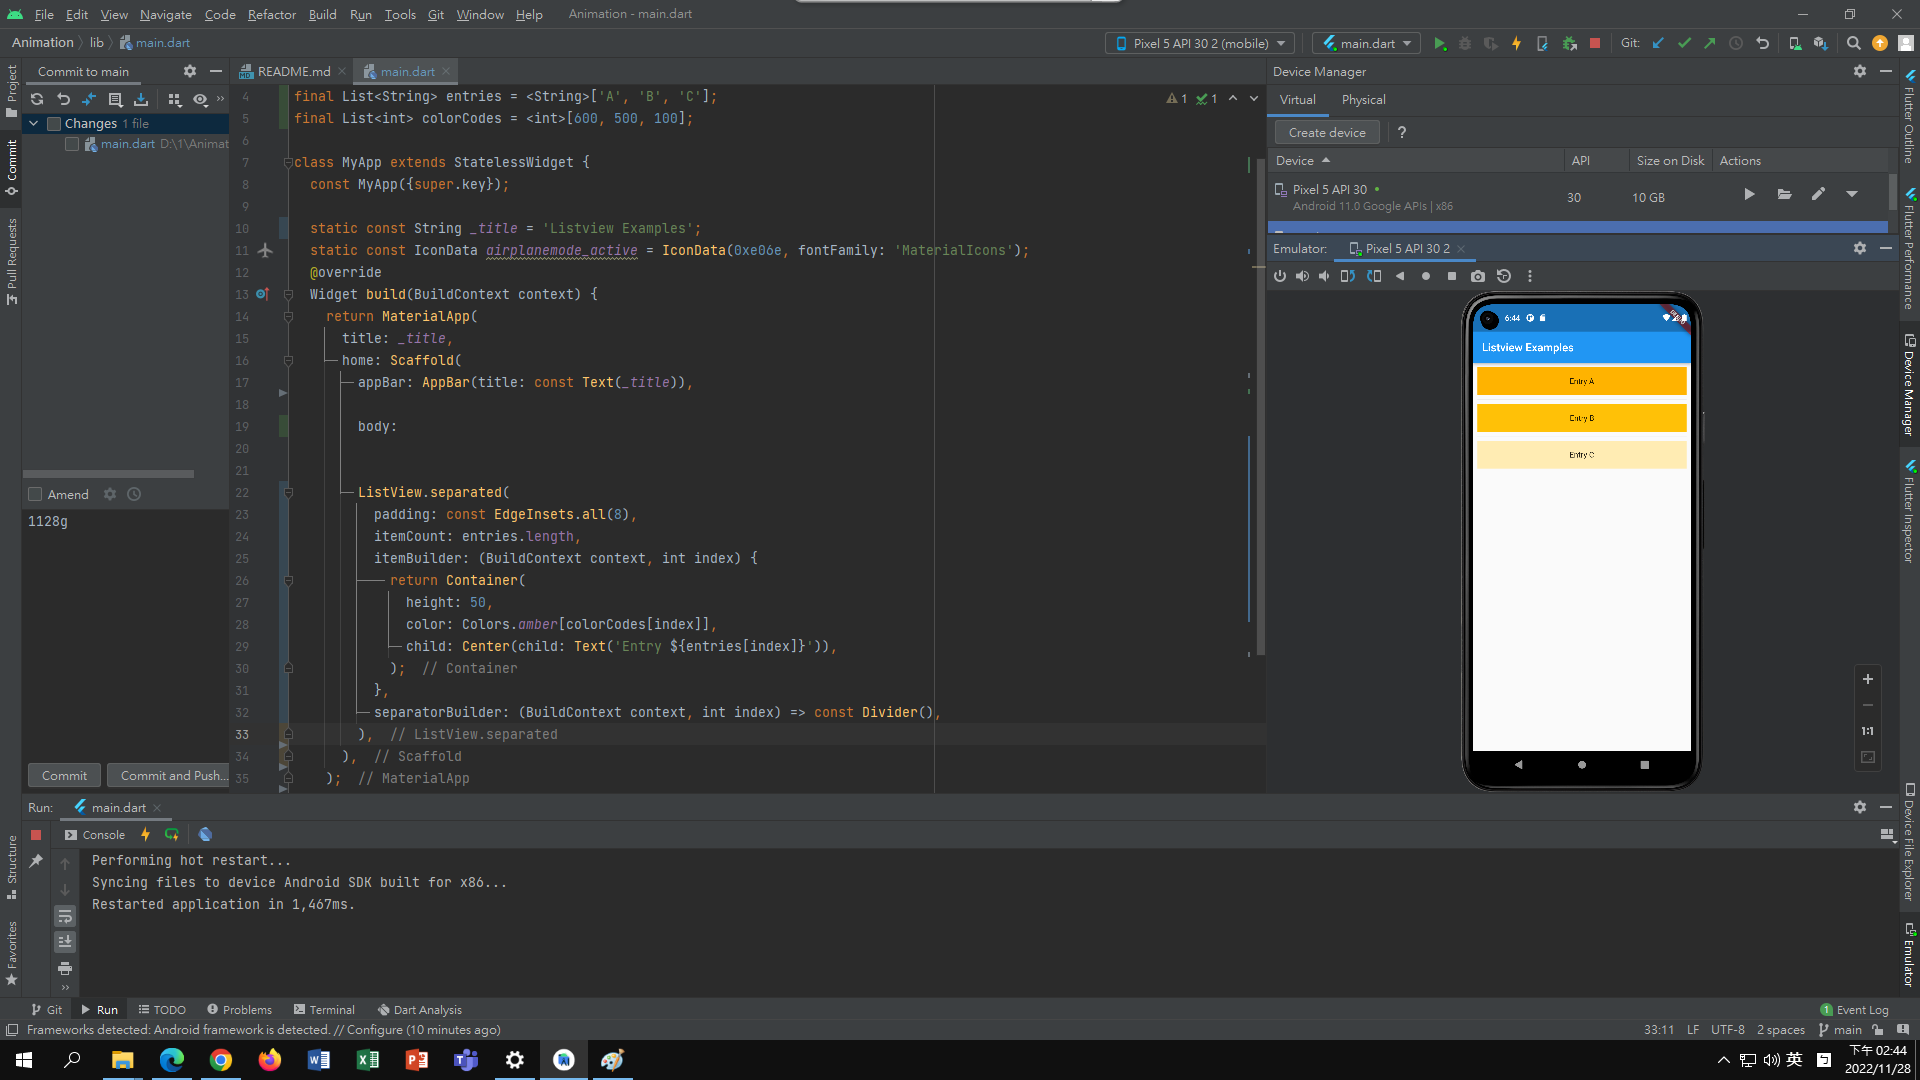 File Edit View Navigate Code Refactor Build Run Tools Git Window Help Animation - main.dart
Animation lib main.dart Pixel 5 API 30 2 (mobile) main.dart Git:
Project
Commit
Pull Requests
Structure
Favorites
Commit to main
Changes 1 file
main.dart D:\1\Animat
Amend
1128g
Commit Commit and Push...
README.md main.dart
1 1
4 final List<String> entries = <String>['A', 'B', 'C'];
5 final List<int> colorCodes = <int>[600, 500, 100];
6
7 class MyApp extends StatelessWidget {
8 const MyApp({super.key});
9
10 static const String _title = 'Listview Examples';
11 static const IconData airplanemode_active = IconData(0xe06e, fontFamily: 'MaterialIcons');
12 @override
13 Widget build(BuildContext context) {
14 return MaterialApp(
15 title: _title,
16 home: Scaffold(
17 appBar: AppBar(title: const Text(_title)),
18
19 body:
20
21
22 ListView.separated(
23 padding: const EdgeInsets.all(8),
24 itemCount: entries.length,
25 itemBuilder: (BuildContext context, int index) {
26 return Container(
27 height: 50,
28 color: Colors.amber[colorCodes[index]],
29 child: Center(child: Text('Entry ${entries[index]}')),
30 ); // Container
31 },
32 separatorBuilder: (BuildContext context, int index) => const Divider(),
33 ), // ListView.separated
34 ), // Scaffold
35 ); // MaterialApp
Device Manager
Virtual Physical
Create device ?
Device API Size on Disk Actions
Pixel 5 API 30
Android 11.0 Google APIs | x86
30 10 GB
Emulator: Pixel 5 API 30 2
6:44
Listview Examples
Entry A
Entry B
Entry C
1:1
Flutter Outline
Flutter Performance
Device Manager
Flutter Inspector
Device File Explorer
Emulator
Run: main.dart
Console
Performing hot restart...
Syncing files to device Android SDK built for x86...
Restarted application in 1,467ms.
Git Run TODO Problems Terminal Dart Analysis 1 Event Log
Frameworks detected: Android framework is detected. // Configure (10 minutes ago) 33:11 LF UTF-8 2 spaces main
英 下午 02:44
2022/11/28